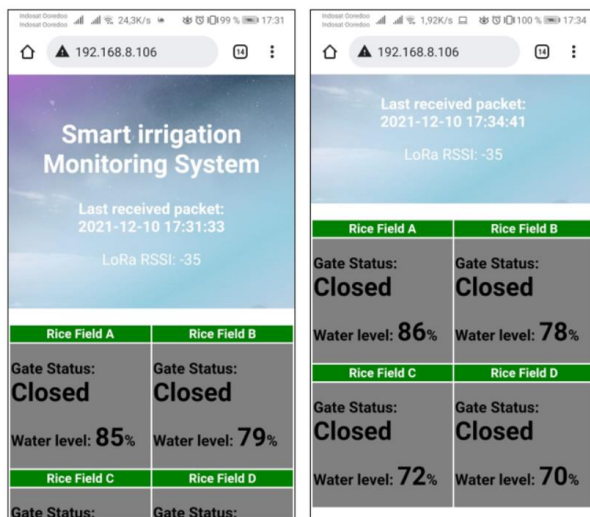 Indosat Ooredoo
Indosat Ooredoo
24,3K/s
99 %
17:31
192.168.8.106
14
Smart irrigation
Monitoring System
Last received packet:
2021-12-10 17:31:33
LoRa RSSI: -35
Rice Field A
Rice Field B
Gate Status:
Gate Status:
Closed
Closed
Water level: 85%
Water level: 79%
Rice Field C
Rice Field D
Gate Status:
Gate Status:
Indosat Ooredoo
Indosat Ooredoo
1,92K/s
100 %
17:34
192.168.8.106
14
Last received packet:
2021-12-10 17:34:41
LoRa RSSI: -35
Rice Field A
Rice Field B
Gate Status:
Gate Status:
Closed
Closed
Water level: 86%
Water level: 78%
Rice Field C
Rice Field D
Gate Status:
Gate Status:
Closed
Closed
Water level: 72%
Water level: 70%